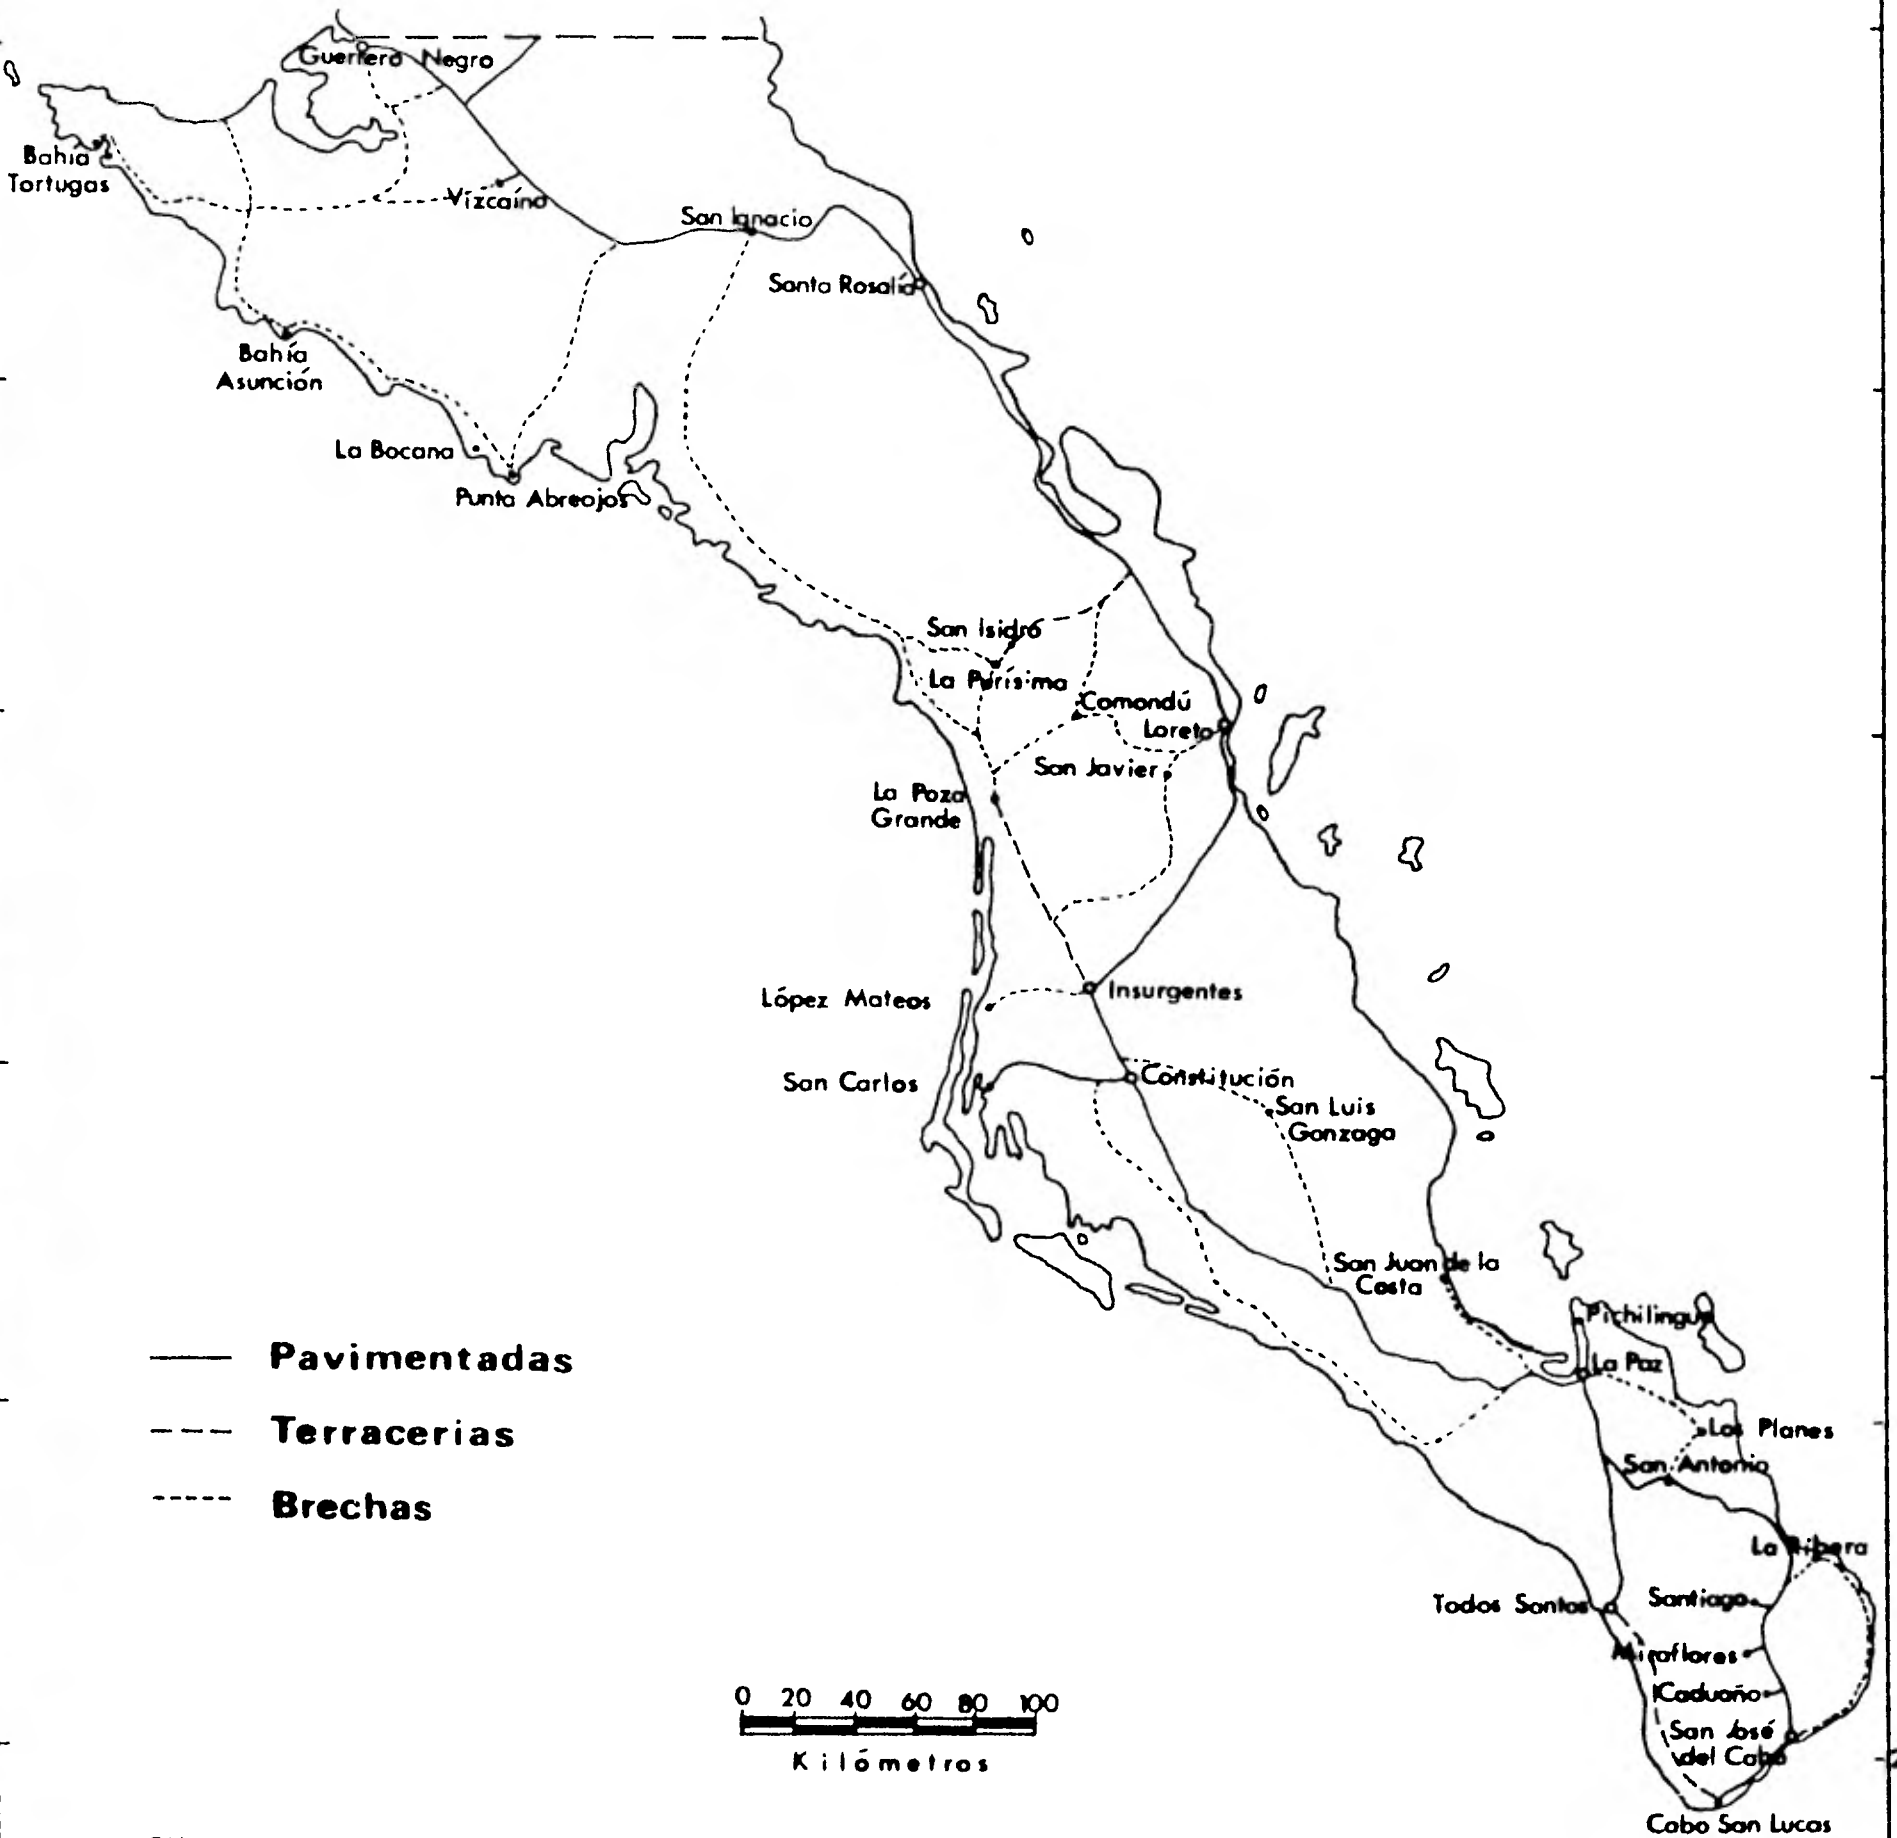 Guerrero Negro
Bahía
Tortugas
Vizcaíno
San Ignacio
Santa Rosalía
Bahía
Asunción
La Bocana
Punta Abreojos
San Isidro
La Purísima
Comondú
Loreto
San Javier
La Poza
Grande
López Mateos
Insurgentes
San Carlos
Constitución
San Luis
Gonzaga
San Juan de la
Costa
Pichilingue
La Paz
Los Planes
San Antonio
La Ribera
Todos Santos
Santiago
Miraflores
Caduaño
San José
del Cabo
Cabo San Lucas
Pavimentadas
Terracerias
Brechas
0 20 40 60 80 100
Kilómetros